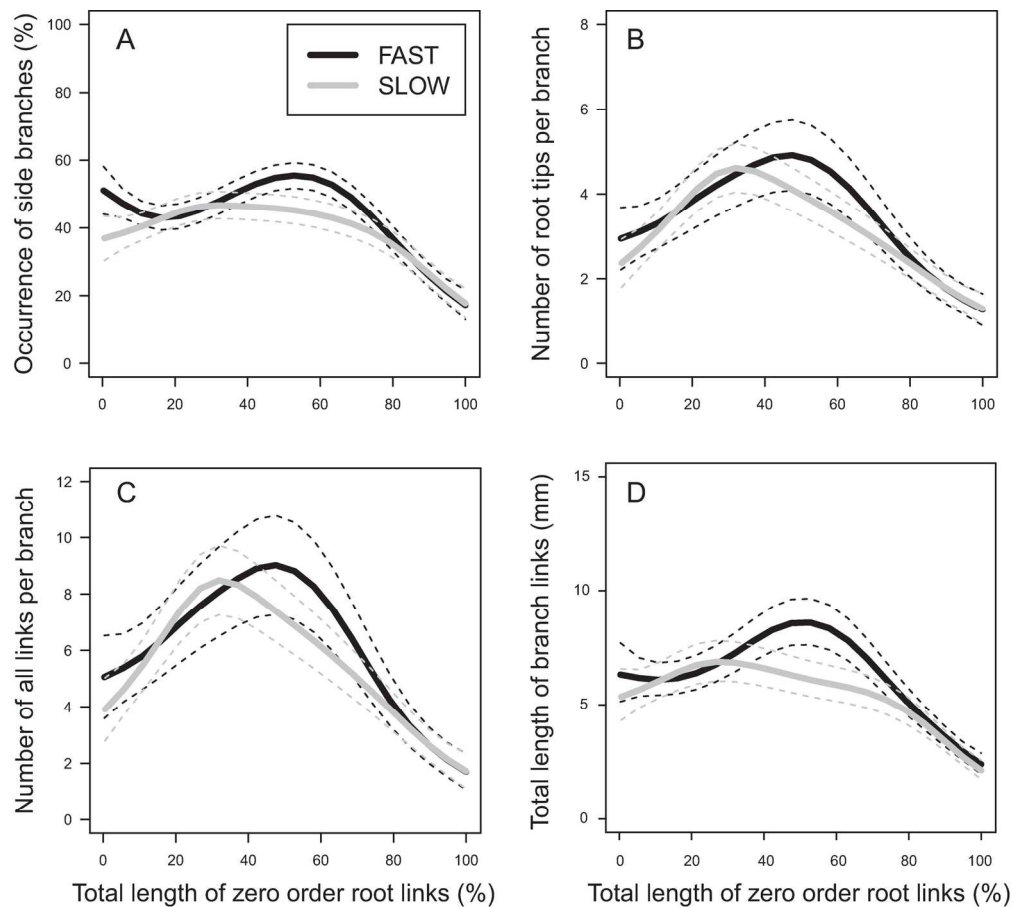 A
FAST
SLOW
Occurrence of side branches (%)
100
80
60
40
20
0
0 20 40 60 80 100
B
Number of root tips per branch
8
6
4
2
0
0 20 40 60 80 100
C
Number of all links per branch
12
10
8
6
4
2
0
0 20 40 60 80 100
Total length of zero order root links (%)
D
Total length of branch links (mm)
15
10
5
0
0 20 40 60 80 100
Total length of zero order root links (%)